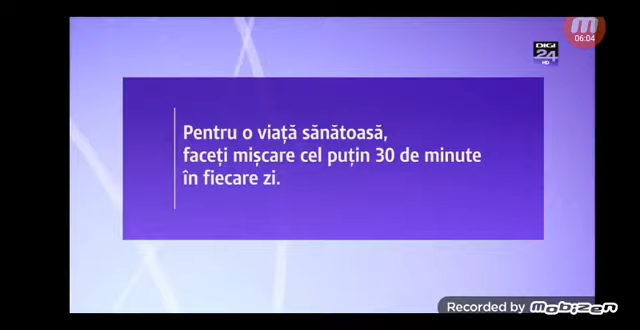 06:04
DIGI
24
HD
Pentru o viață sănătoasă,
faceți mișcare cel puțin 30 de minute
în fiecare zi.
Recorded by mobizen